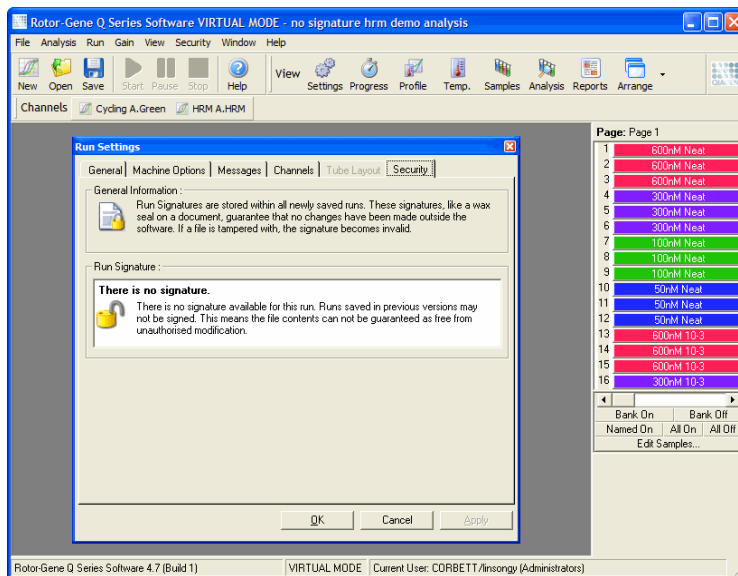 Rotor-Gene Q Series Software VIRTUAL MODE - no signature hrm demo analysis
File Analysis Run Gain View Security Window Help
New Open Save Start Pause Stop Help View Settings Progress Profile Temp. Samples Analysis Reports Arrange
Channels Cycling A.Green HRM A.HRM
Page: Page 1
Run Settings
General Machine Options Messages Channels Tube Layout Security
General Information :
Run Signatures are stored within all newly saved runs. These signatures, like a wax
seal on a document, guarantee that no changes have been made outside the
software. If a file is tampered with, the signature becomes invalid.
Run Signature :
There is no signature.
There is no signature available for this run. Runs saved in previous versions may
not be signed. This means the file contents can not be guaranteed as free from
unauthorised modification.
OK Cancel Apply
1 600nM Neat
2 600nM Neat
3 600nM Neat
4 300nM Neat
5 300nM Neat
6 300nM Neat
7 100nM Neat
8 100nM Neat
9 100nM Neat
10 50nM Neat
11 50nM Neat
12 50nM Neat
13 600nM 10-3
14 600nM 10-3
15 600nM 10-3
16 300nM 10-3
Bank On Bank Off
Named On All On All Off
Edit Samples...
Rotor-Gene Q Series Software 4.7 (Build 1) VIRTUAL MODE Current User: CORBETT/linsongy (Administrators)